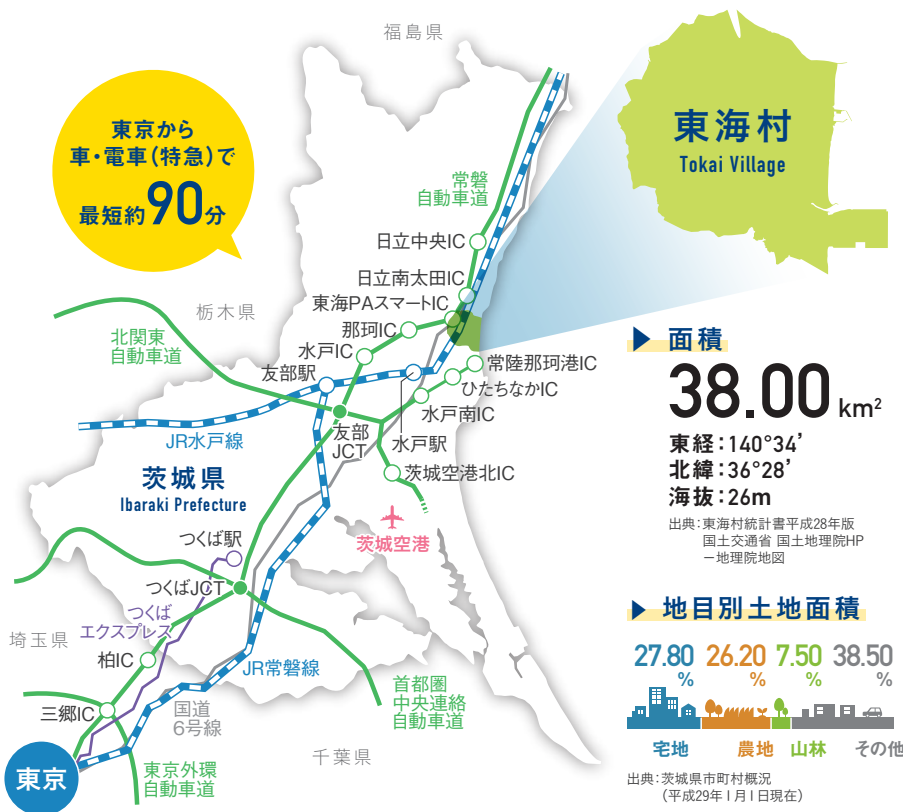 福島県
東京から
車・電車(特急)で
最短約90分
東海村
Tokai Village
常磐
自動車道
日立中央IC
日立南太田IC
東海PAスマートIC
栃木県
那珂IC
北関東
自動車道
水戸IC
友部駅
常陸那珂港IC
ひたちなかIC
水戸南IC
水戸駅
友部
JCT
JR水戸線
茨城県
Ibaraki Prefecture
茨城空港北IC
茨城空港
つくば駅
つくばJCT
つくば
エクスプレス
埼玉県
柏IC
JR常磐線
国道
6号線
首都圏
中央連絡
自動車道
三郷IC
千葉県
東京
東京外環
自動車道
▶ 面積
38.00 km²
東経:140°34’
北緯:36°28’
海抜:26m
出典:東海村統計書平成28年版
国土交通省 国土地理院HP
ー地理院地図
▶ 地目別土地面積
27.80% 26.20% 7.50% 38.50%
宅地 農地 山林 その他
出典:茨城県市町村概況
(平成29年1月1日現在)